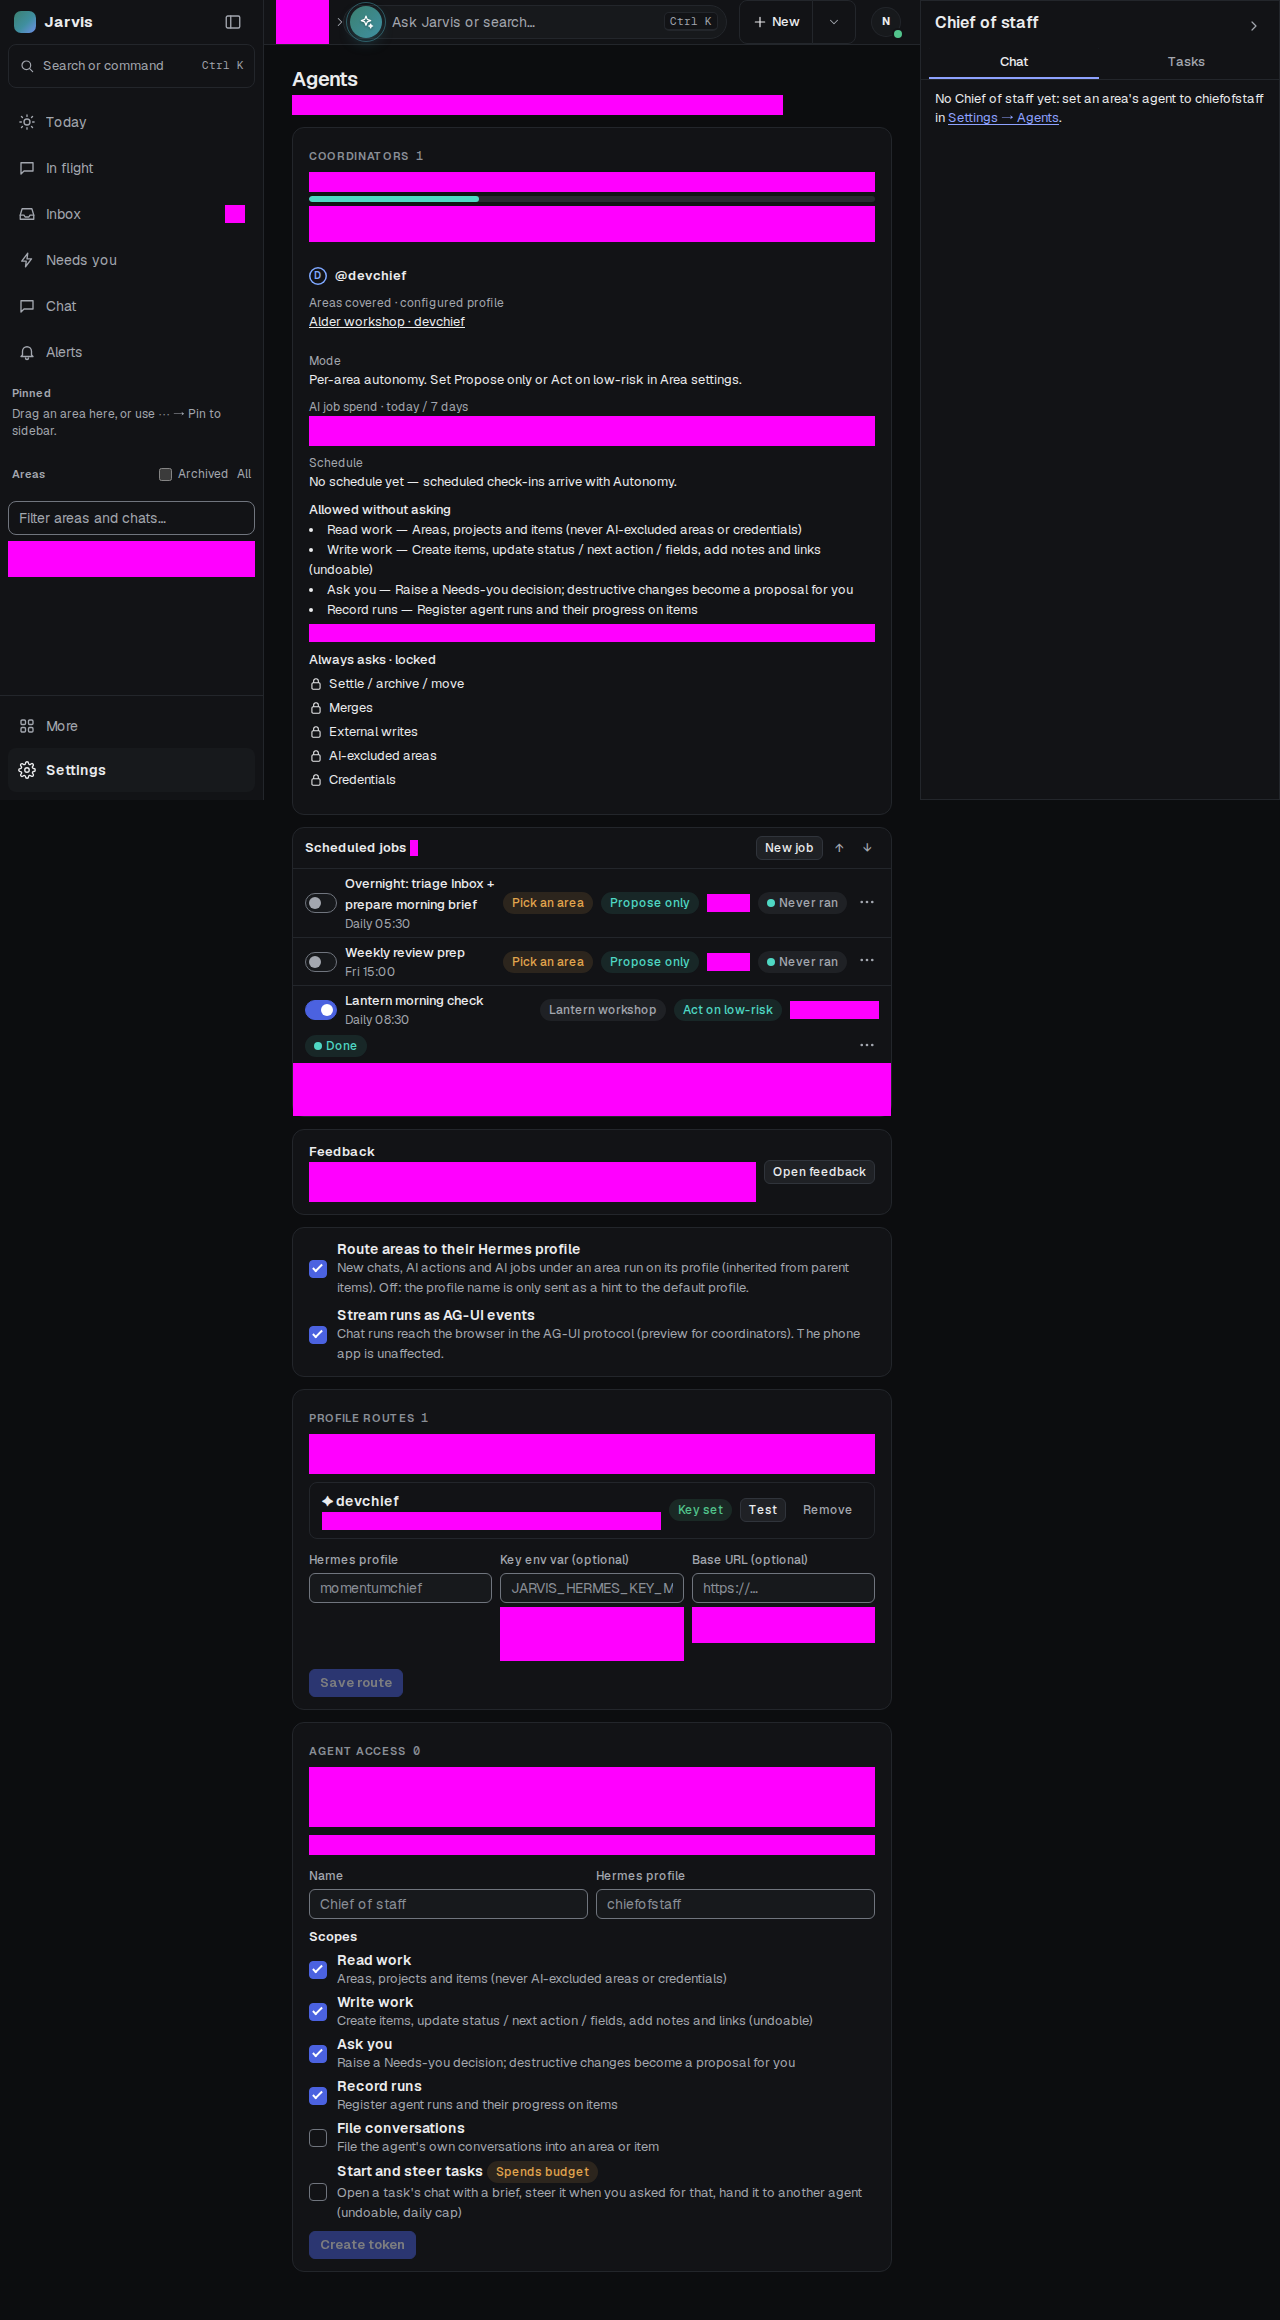 Jarvis
Search or command Ctrl K
Today
In flight
Inbox
Needs you
Chat
Alerts
Pinned
Drag an area here, or use ··· → Pin to
sidebar.
Areas Archived All
Filter areas and chats…
More
Settings
Ask Jarvis or search… Ctrl K
New
N
Agents
COORDINATORS 1
D @devchief
Areas covered · configured profile
Alder workshop · devchief
Mode
Per-area autonomy. Set Propose only or Act on low-risk in Area settings.
AI job spend · today / 7 days
Schedule
No schedule yet — scheduled check-ins arrive with Autonomy.
Allowed without asking
• Read work — Areas, projects and items (never AI-excluded areas or credentials)
• Write work — Create items, update status / next action / fields, add notes and links
(undoable)
• Ask you — Raise a Needs-you decision; destructive changes become a proposal for you
• Record runs — Register agent runs and their progress on items
Always asks · locked
Settle / archive / move
Merges
External writes
AI-excluded areas
Credentials
Scheduled jobs
New job ↑ ↓
Overnight: triage Inbox +
prepare morning brief
Daily 05:30
Pick an area Propose only Never ran ···
Weekly review prep
Fri 15:00
Pick an area Propose only Never ran ···
Lantern morning check
Daily 08:30
Lantern workshop Act on low-risk
Done ···
Feedback
Open feedback
Route areas to their Hermes profile
New chats, AI actions and AI jobs under an area run on its profile (inherited from parent
items). Off: the profile name is only sent as a hint to the default profile.
Stream runs as AG-UI events
Chat runs reach the browser in the AG-UI protocol (preview for coordinators). The phone
app is unaffected.
PROFILE ROUTES 1
✦ devchief
Key set Test Remove
Hermes profile Key env var (optional) Base URL (optional)
momentumchief JARVIS_HERMES_KEY_M https://…
Save route
AGENT ACCESS 0
Name Hermes profile
Chief of staff chiefofstaff
Scopes
Read work
Areas, projects and items (never AI-excluded areas or credentials)
Write work
Create items, update status / next action / fields, add notes and links (undoable)
Ask you
Raise a Needs-you decision; destructive changes become a proposal for you
Record runs
Register agent runs and their progress on items
File conversations
File the agent's own conversations into an area or item
Start and steer tasks Spends budget
Open a task's chat with a brief, steer it when you asked for that, hand it to another agent
(undoable, daily cap)
Create token
Chief of staff
Chat Tasks
No Chief of staff yet: set an area's agent to chiefofstaff
in Settings → Agents.